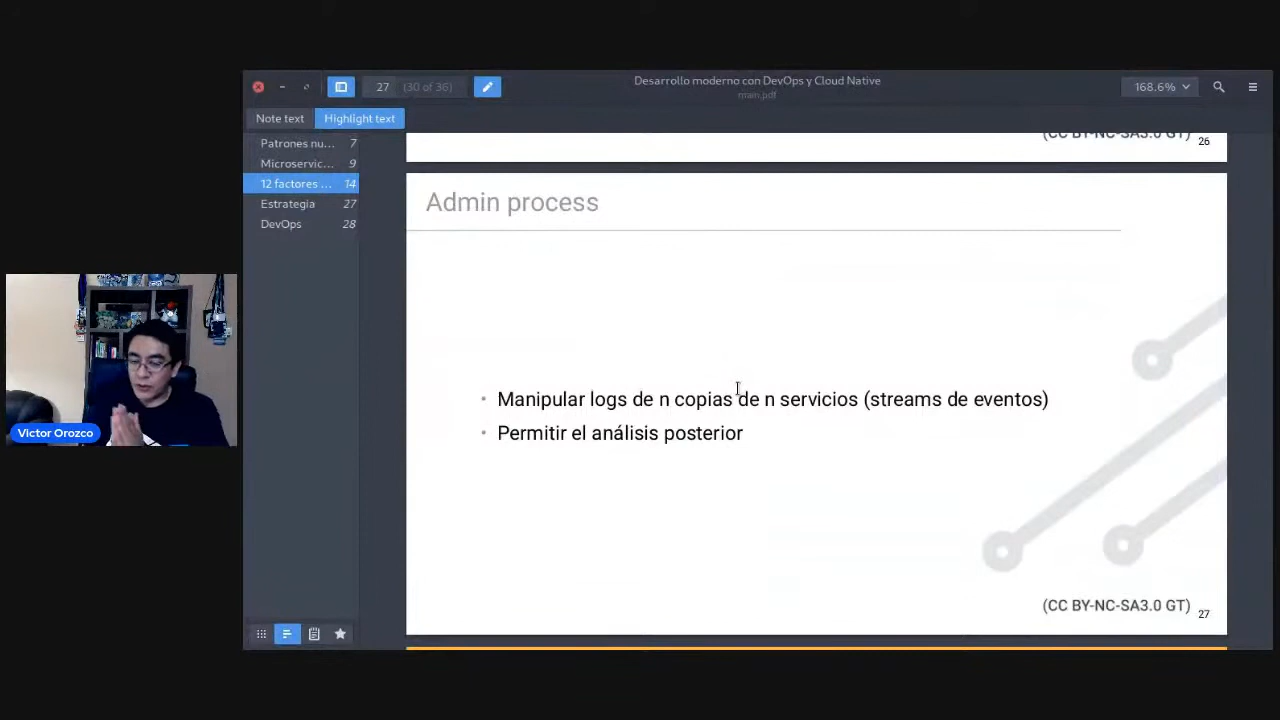 27
(30 of 36)
Desarrollo moderno con DevOps y Cloud Native
main.pdf
168.6%
Note text
Highlight text
Patrones nu... 7
Microservic... 9
12 factores ... 14
Estrategia 27
DevOps 28
(CC BY-NC-SA3.0 GT) 26
Admin process
• Manipular logs de n copias de n servicios (streams de eventos)
• Permitir el análisis posterior
(CC BY-NC-SA3.0 GT) 27
Victor Orozco